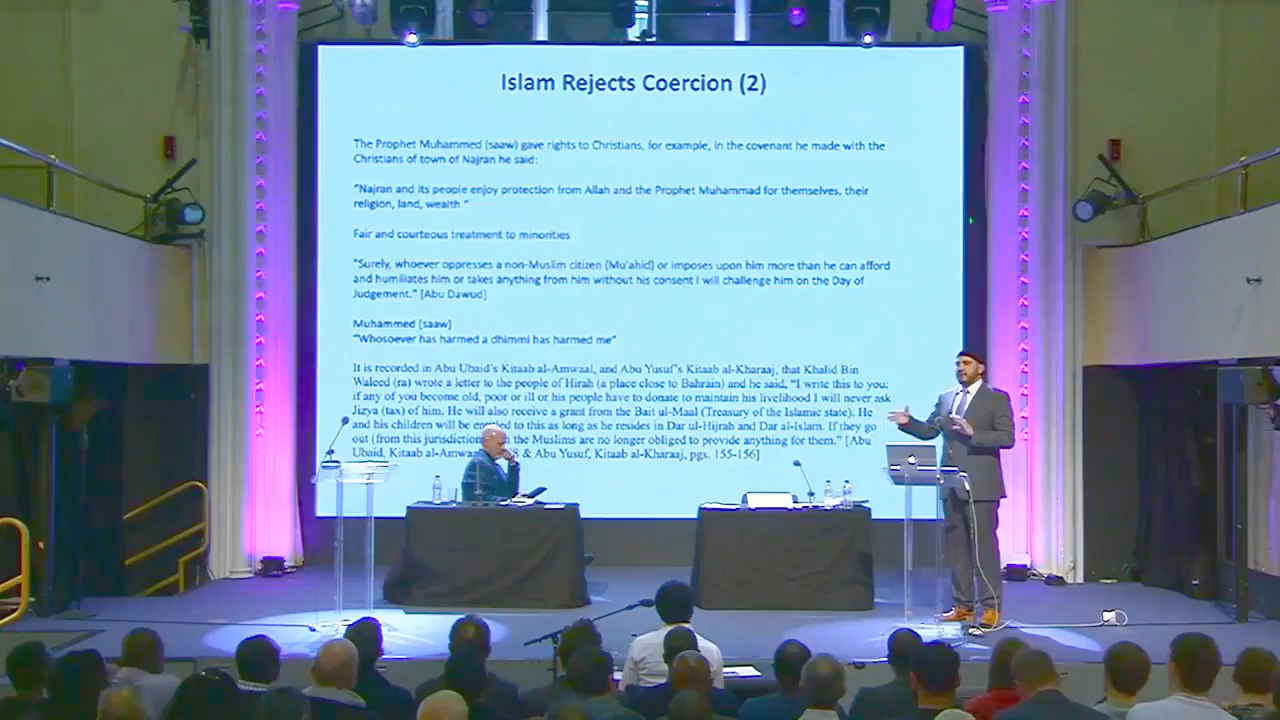 Islam Rejects Coercion (2)
The Prophet Muhammed (saaw) gave rights to Christians, for example, in the covenant he made with the
Christians of town of Najran he said:
"Najran and its people enjoy protection from Allah and the Prophet Muhammad for themselves, their
religion, land, wealth "
Fair and courteous treatment to minorities
"Surely, whoever oppresses a non-Muslim citizen (Mu'ahid) or imposes upon him more than he can afford
and humiliates him or takes anything from him without his consent I will challenge him on the Day of
Judgement." [Abu Dawud]
Muhammed (saaw)
"Whosoever has harmed a dhimmi has harmed me"
It is recorded in Abu Ubaid's Kitaab al-Amwaal, and Abu Yusuf's Kitaab al-Kharaaj, that Khalid Bin
Waleed (ra) wrote a letter to the people of Hirah (a place close to Bahrain) and he said, "I write this to you:
if any of you become old, poor or ill or his people have to donate to maintain his livelihood I will never ask
Jizya (tax) of him. He will also receive a grant from the Bait ul-Maal (Treasury of the Islamic state). He
and his children will be entitled to this as long as he resides in Dar ul-Hijrah and Dar al-Islam. If they go
out (from this jurisdiction the Muslims are no longer obliged to provide anything for them." [Abu
Ubaid, Kitaab al-Amwaa 8 & Abu Yusuf, Kitaab al-Kharaaj, pgs. 155-156]